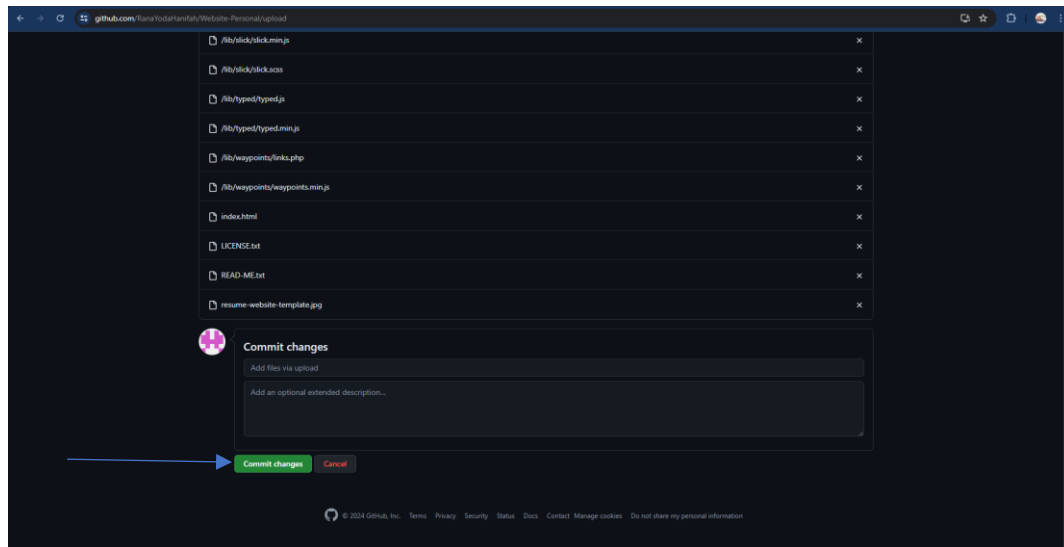 github.com/RanaYodaHanifah/Website-Personal/upload
/lib/slick/slick.min.js
/lib/slick/slick.scss
/lib/typed/typed.js
/lib/typed/typed.min.js
/lib/waypoints/links.php
/lib/waypoints/waypoints.min.js
index.html
LICENSE.txt
READ-ME.txt
resume-website-template.jpg
Commit changes
Add files via upload
Add an optional extended description...
Commit changes Cancel
© 2024 GitHub, Inc. Terms Privacy Security Status Docs Contact Manage cookies Do not share my personal information